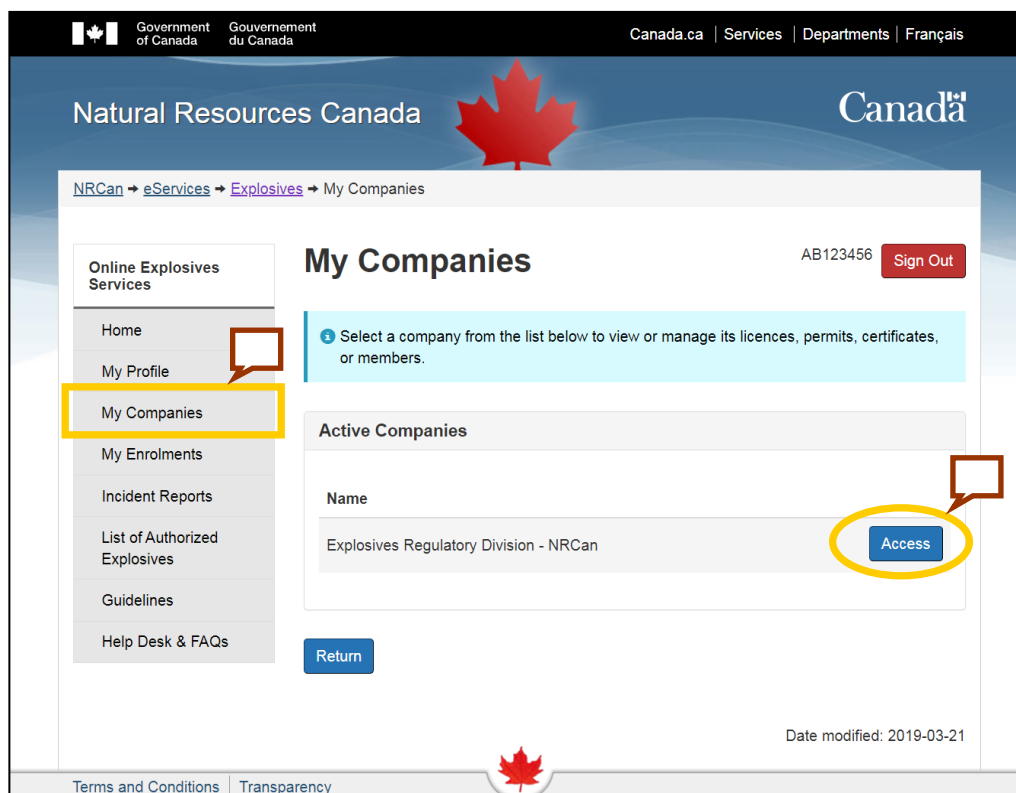 Government Gouvernement
of Canada du Canada
Canada.ca | Services | Departments | Français
Natural Resources Canada
Canada
NRCan → eServices → Explosives → My Companies
Online Explosives
Services
Home
My Profile
My Companies
My Enrolments
Incident Reports
List of Authorized
Explosives
Guidelines
Help Desk & FAQs
My Companies
AB123456
Sign Out
Select a company from the list below to view or manage its licences, permits, certificates,
or members.
Active Companies
Name
Explosives Regulatory Division - NRCan
Access
Return
Date modified: 2019-03-21
Terms and Conditions | Transparency